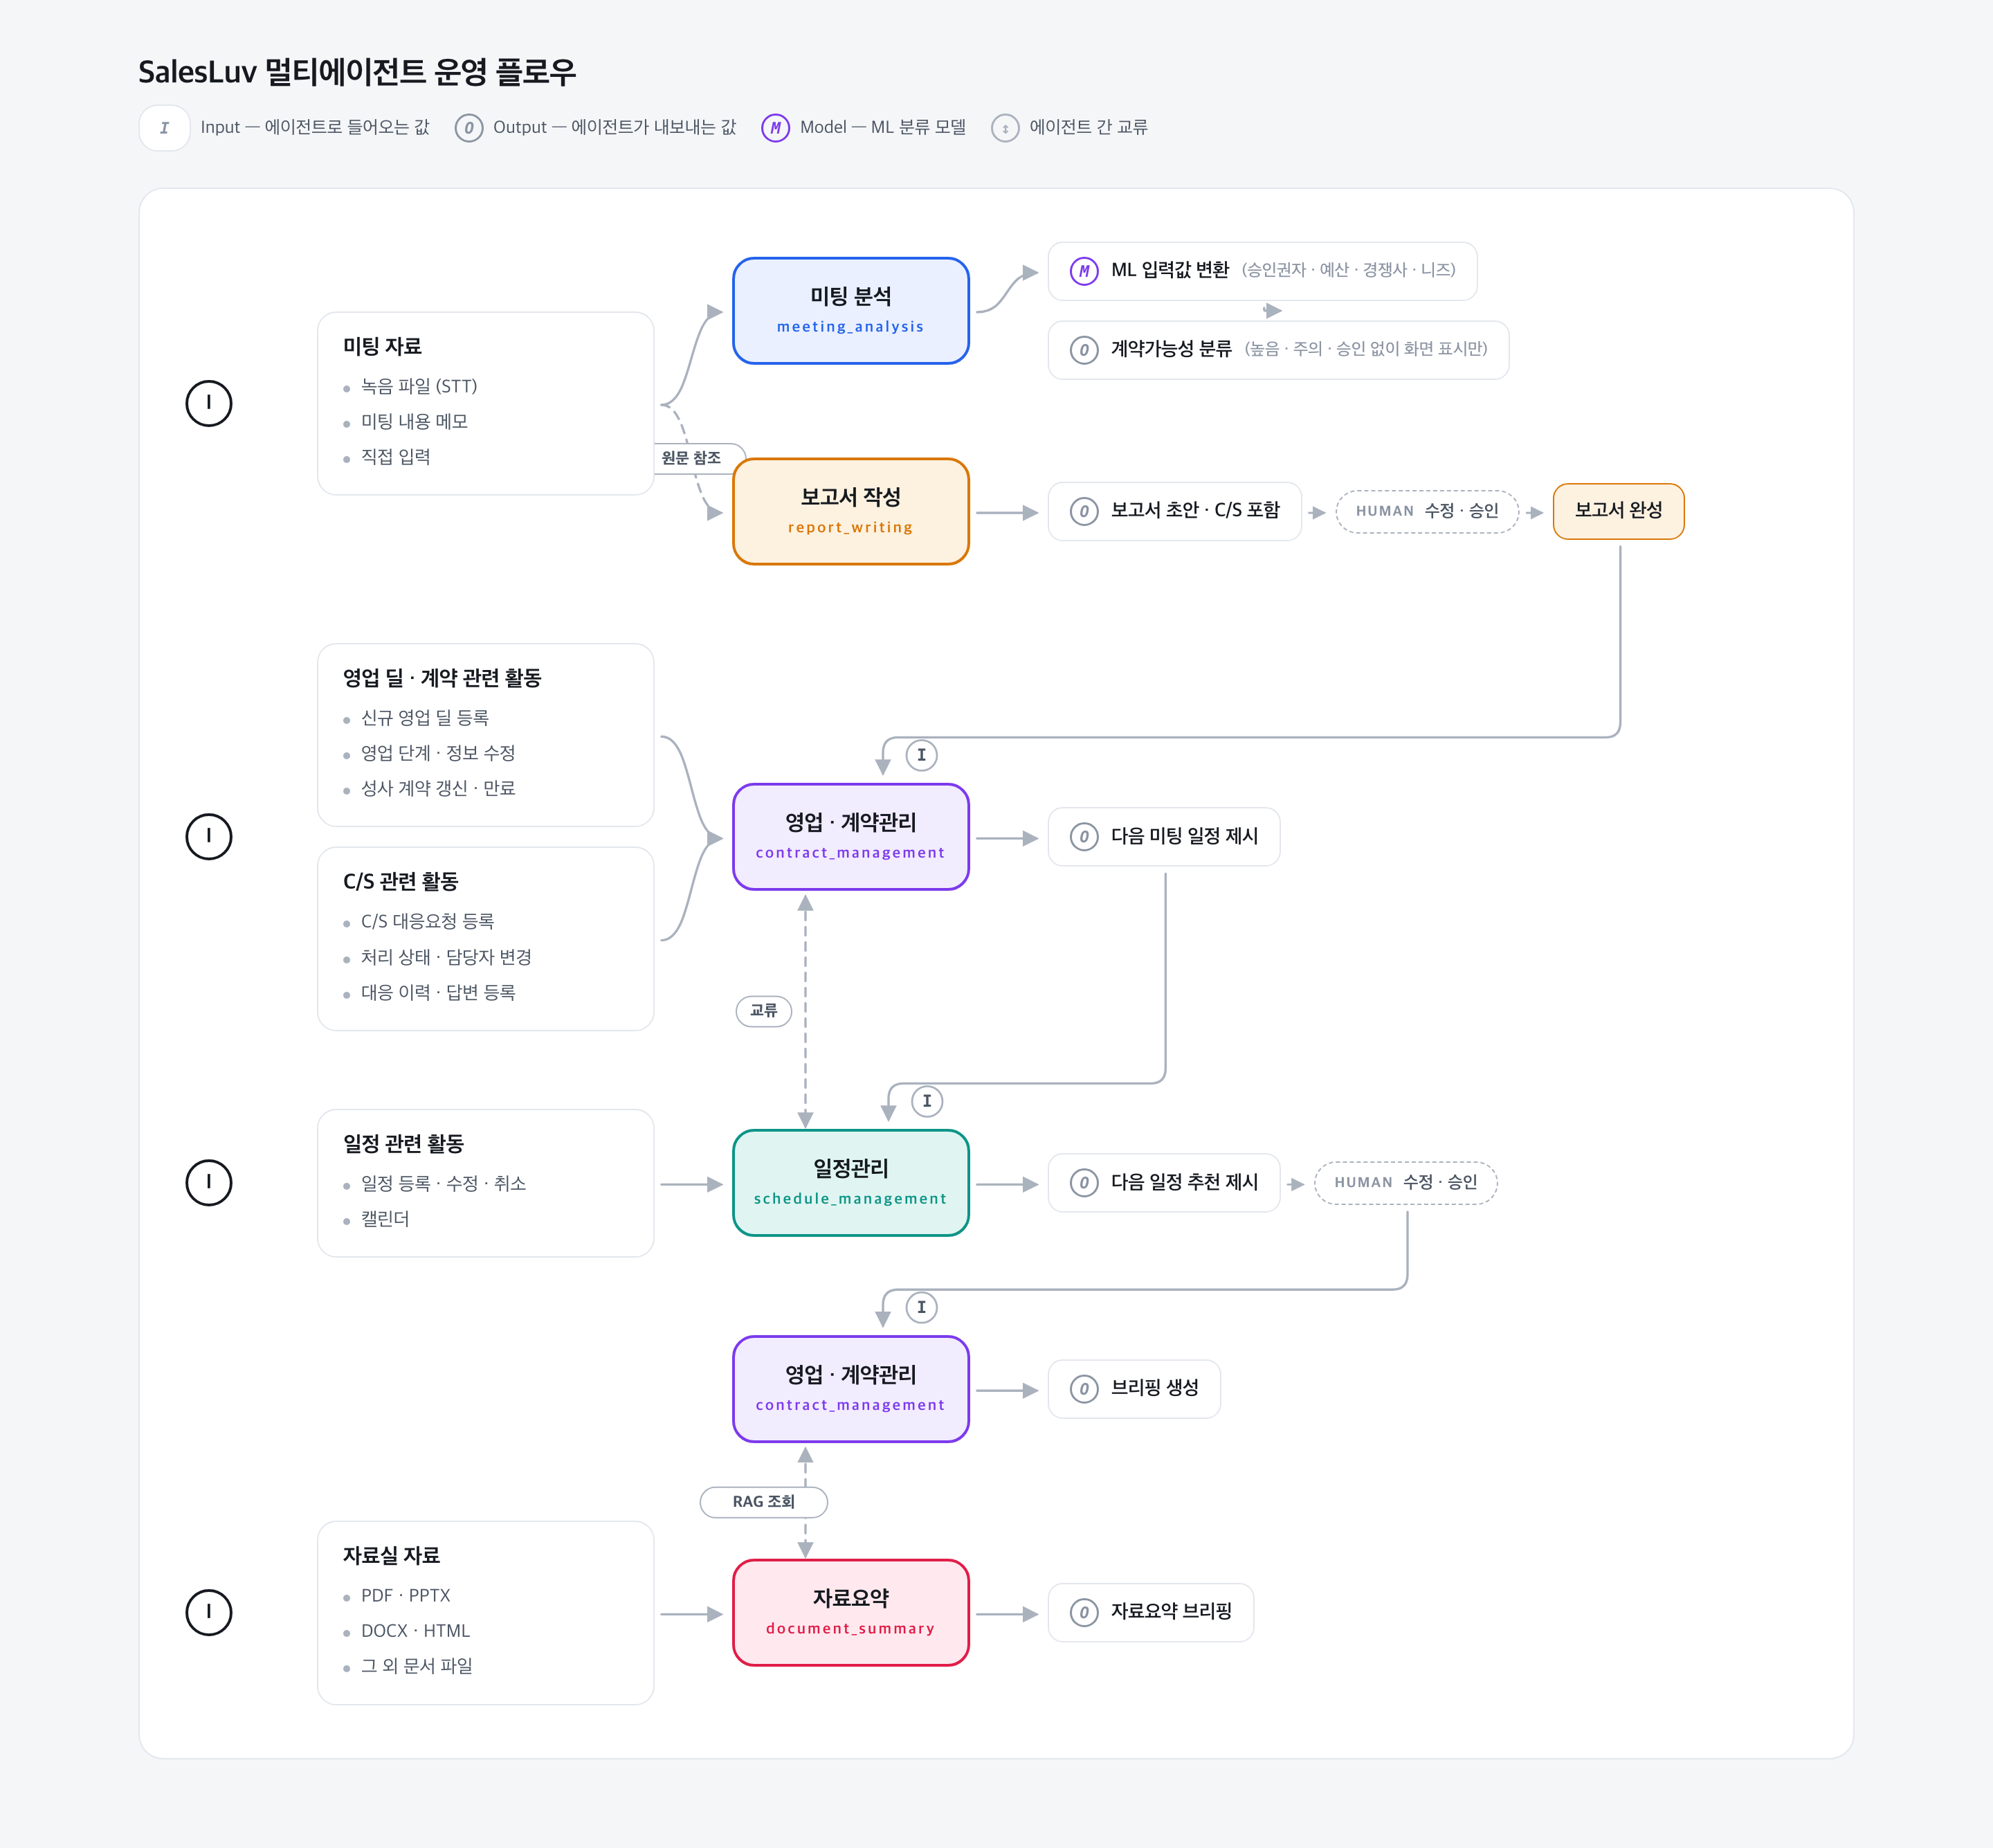 SalesLuv 멀티에이전트 운영 플로우
I Input — 에이전트로 들어오는 값 O Output — 에이전트가 내보내는 값 M Model — ML 분류 모델 ↕ 에이전트 간 교류
I
미팅 자료
녹음 파일 (STT)
미팅 내용 메모
직접 입력
미팅 분석
meeting_analysis
M ML 입력값 변환 (승인권자 · 예산 · 경쟁사 · 니즈)
O 계약가능성 분류 (높음 · 주의 · 승인 없이 화면 표시만)
원문 참조
보고서 작성
report_writing
O 보고서 초안 · C/S 포함
HUMAN 수정 · 승인
보고서 완성
I
영업 딜 · 계약 관련 활동
신규 영업 딜 등록
영업 단계 · 정보 수정
성사 계약 갱신 · 만료
C/S 관련 활동
C/S 대응요청 등록
처리 상태 · 담당자 변경
대응 이력 · 답변 등록
I
영업 · 계약관리
contract_management
O 다음 미팅 일정 제시
교류
I
I
일정 관련 활동
일정 등록 · 수정 · 취소
캘린더
일정관리
schedule_management
O 다음 일정 추천 제시
HUMAN 수정 · 승인
I
영업 · 계약관리
contract_management
O 브리핑 생성
RAG 조회
I
자료실 자료
PDF · PPTX
DOCX · HTML
그 외 문서 파일
자료요약
document_summary
O 자료요약 브리핑